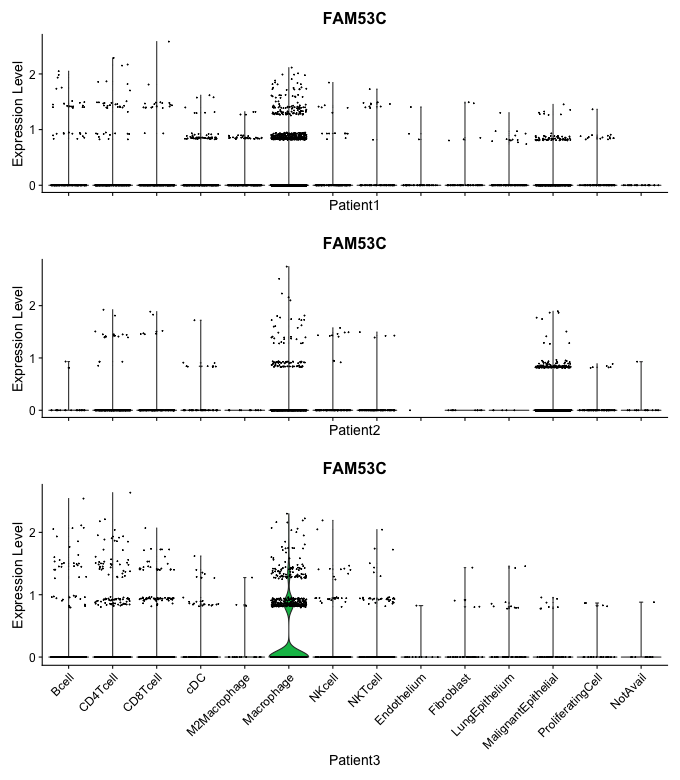 FAM53C
Expression Level
2
1
0
Patient1
FAM53C
Expression Level
2
1
0
Patient2
FAM53C
Expression Level
2
1
0
Bcell
CD4Tcell
CD8Tcell
cDC
M2Macrophage
Macrophage
NKcell
NKTcell
Endothelium
Fibroblast
LungEpithelium
MalignantEpithelial
ProliferatingCell
NotAvail
Patient3